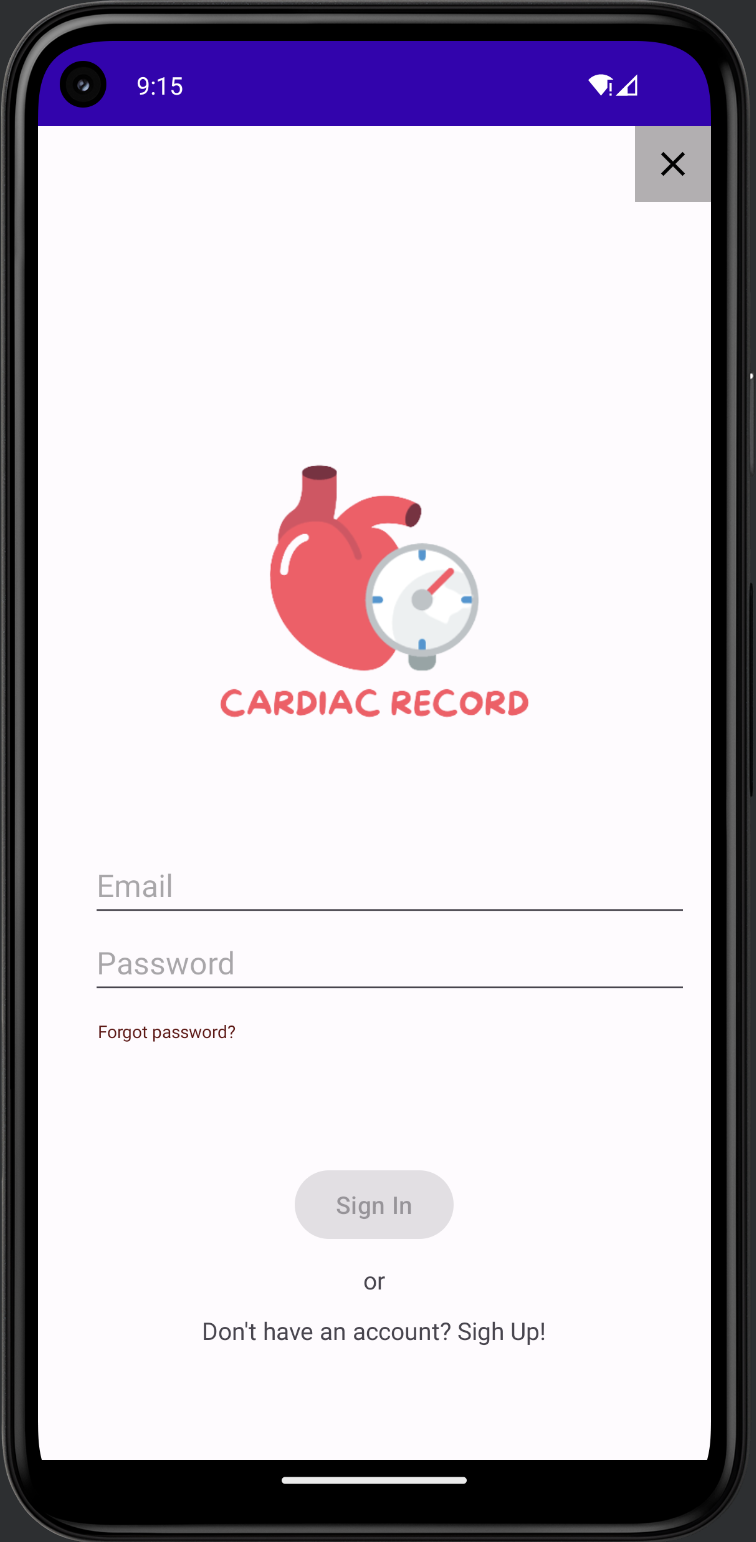 9:15
CARDIAC RECORD
Email
Password
Forgot password?
Sign In
or
Don't have an account? Sigh Up!